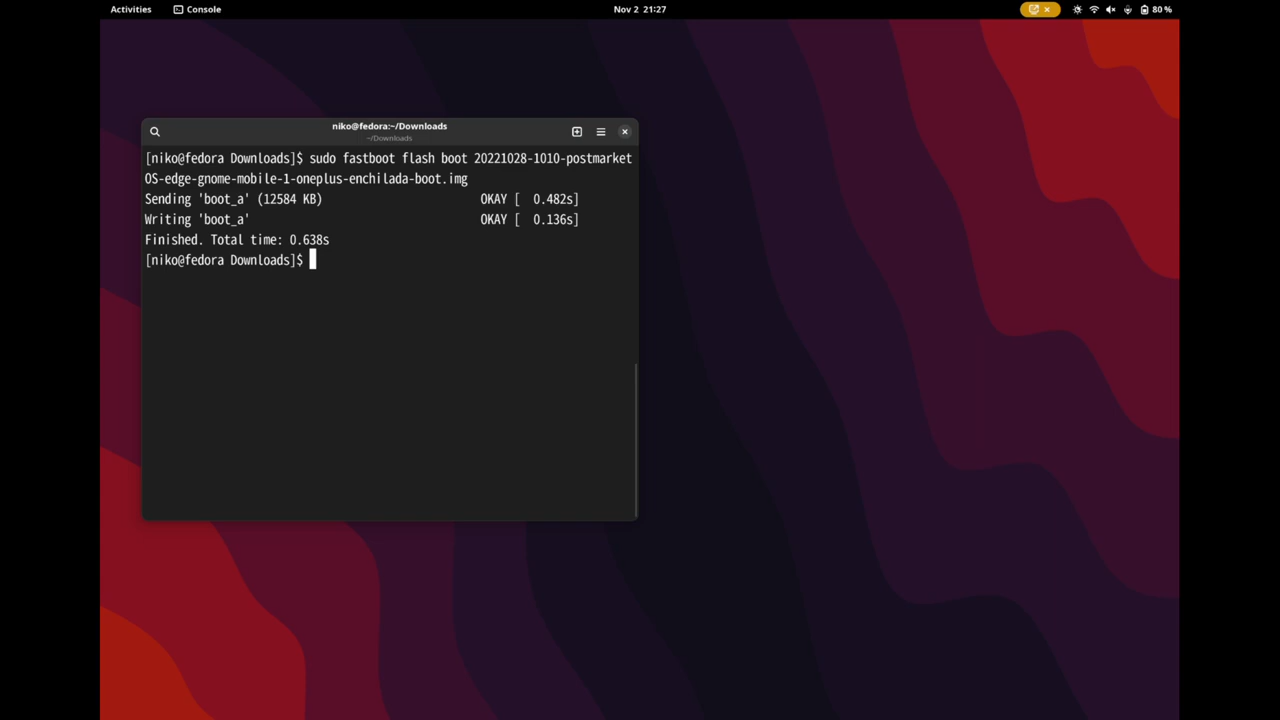 Activities
Console
Nov 2 21:27
80 %
niko@fedora:~/Downloads
~/Downloads
[niko@fedora Downloads]$ sudo fastboot flash boot 20221028-1010-postmarket
OS-edge-gnome-mobile-1-oneplus-enchilada-boot.img
Sending 'boot_a' (12584 KB) OKAY [ 0.482s]
Writing 'boot_a' OKAY [ 0.136s]
Finished. Total time: 0.638s
[niko@fedora Downloads]$